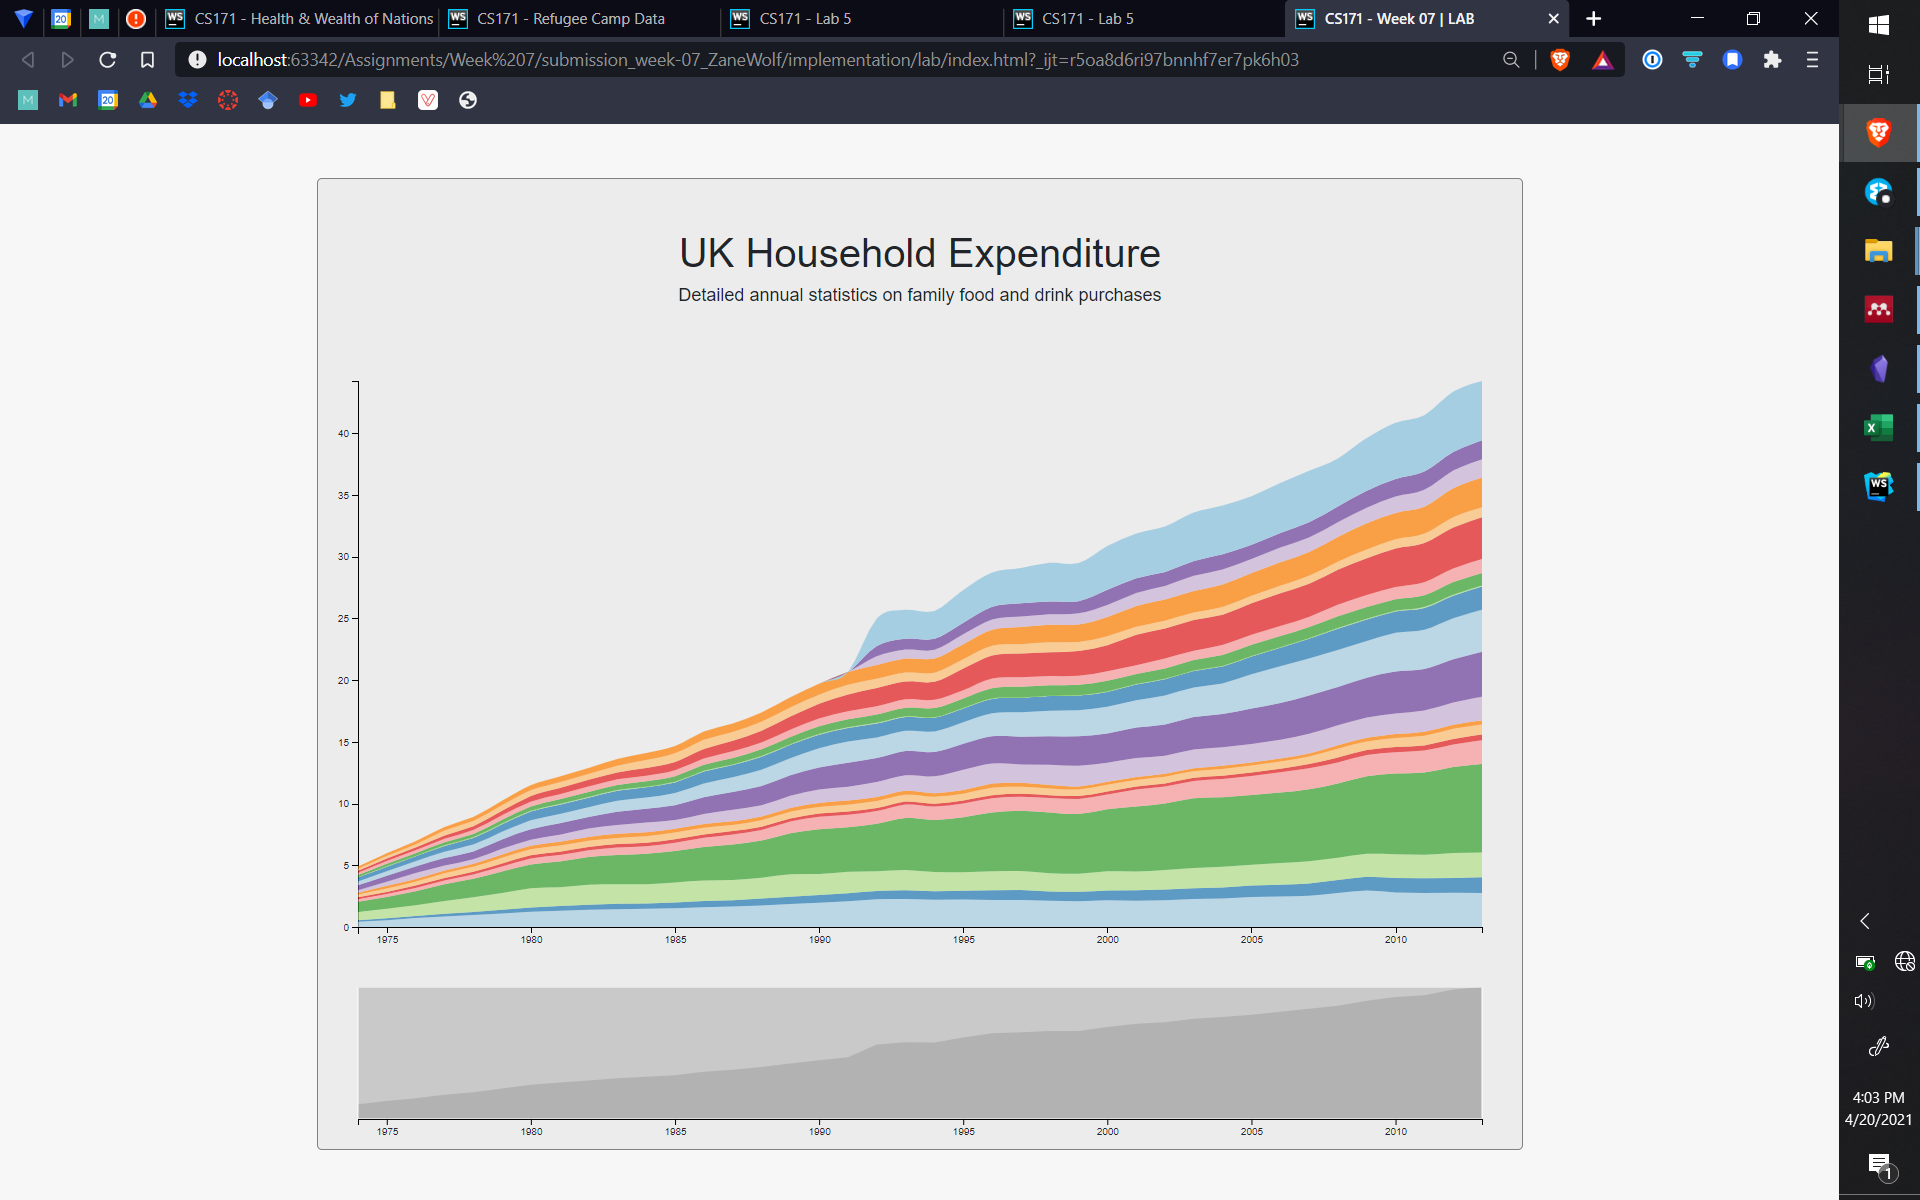 CS171 - Health & Wealth of Nations
CS171 - Refugee Camp Data
CS171 - Lab 5
CS171 - Lab 5
CS171 - Week 07 | LAB
localhost:63342/Assignments/Week%207/submission_week-07_ZaneWolf/implementation/lab/index.html?_ijt=r5oa8d6ri97bnnhf7er7pk6h03
UK Household Expenditure
Detailed annual statistics on family food and drink purchases
40
35
30
25
20
15
10
5
0
1975 1980 1985 1990 1995 2000 2005 2010
1975 1980 1985 1990 1995 2000 2005 2010
4:03 PM
4/20/2021
1